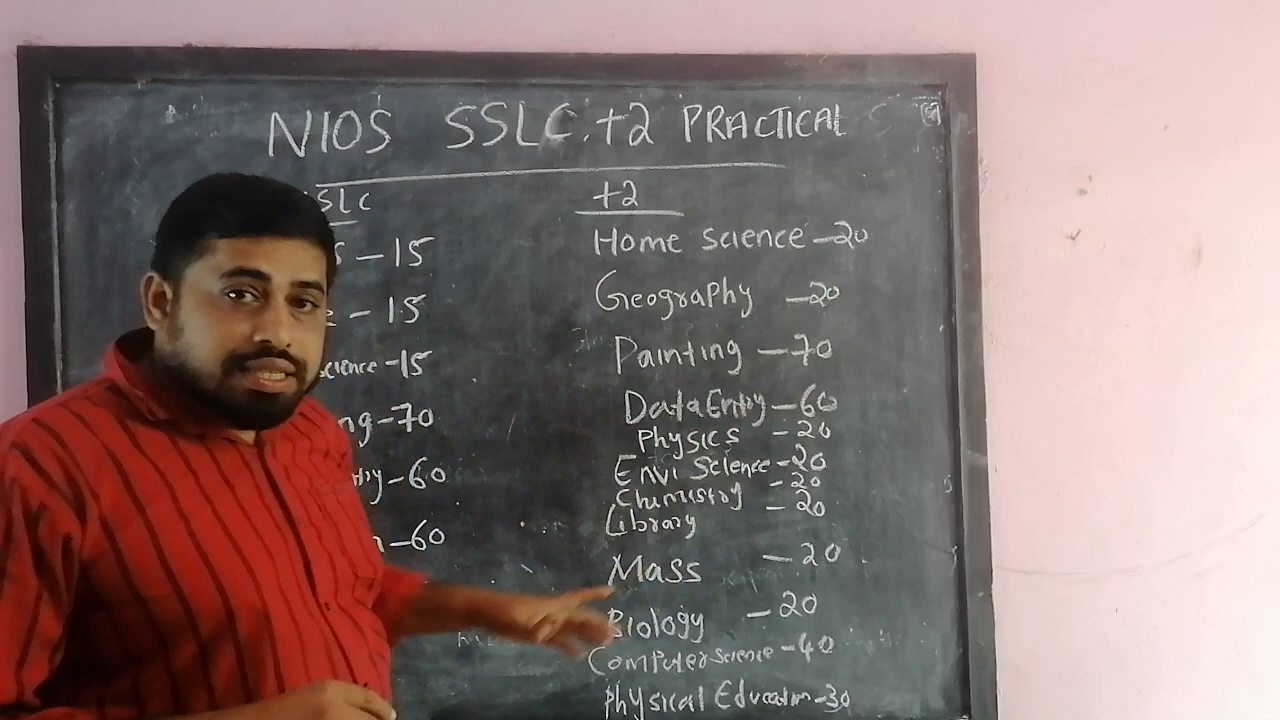 NIOS SSLC, +2 PRACTICAL
SLC
– 15
– 15
science – 15
ng – 70
– 60
– 60
+2
Home science – 20
Geography – 20
Painting – 70
Data Entry – 60
Physics – 20
Envi Science – 20
Chemistry – 20
Library – 20
Mass – 20
Biology – 20
Computer Science – 40
Physical Education – 30